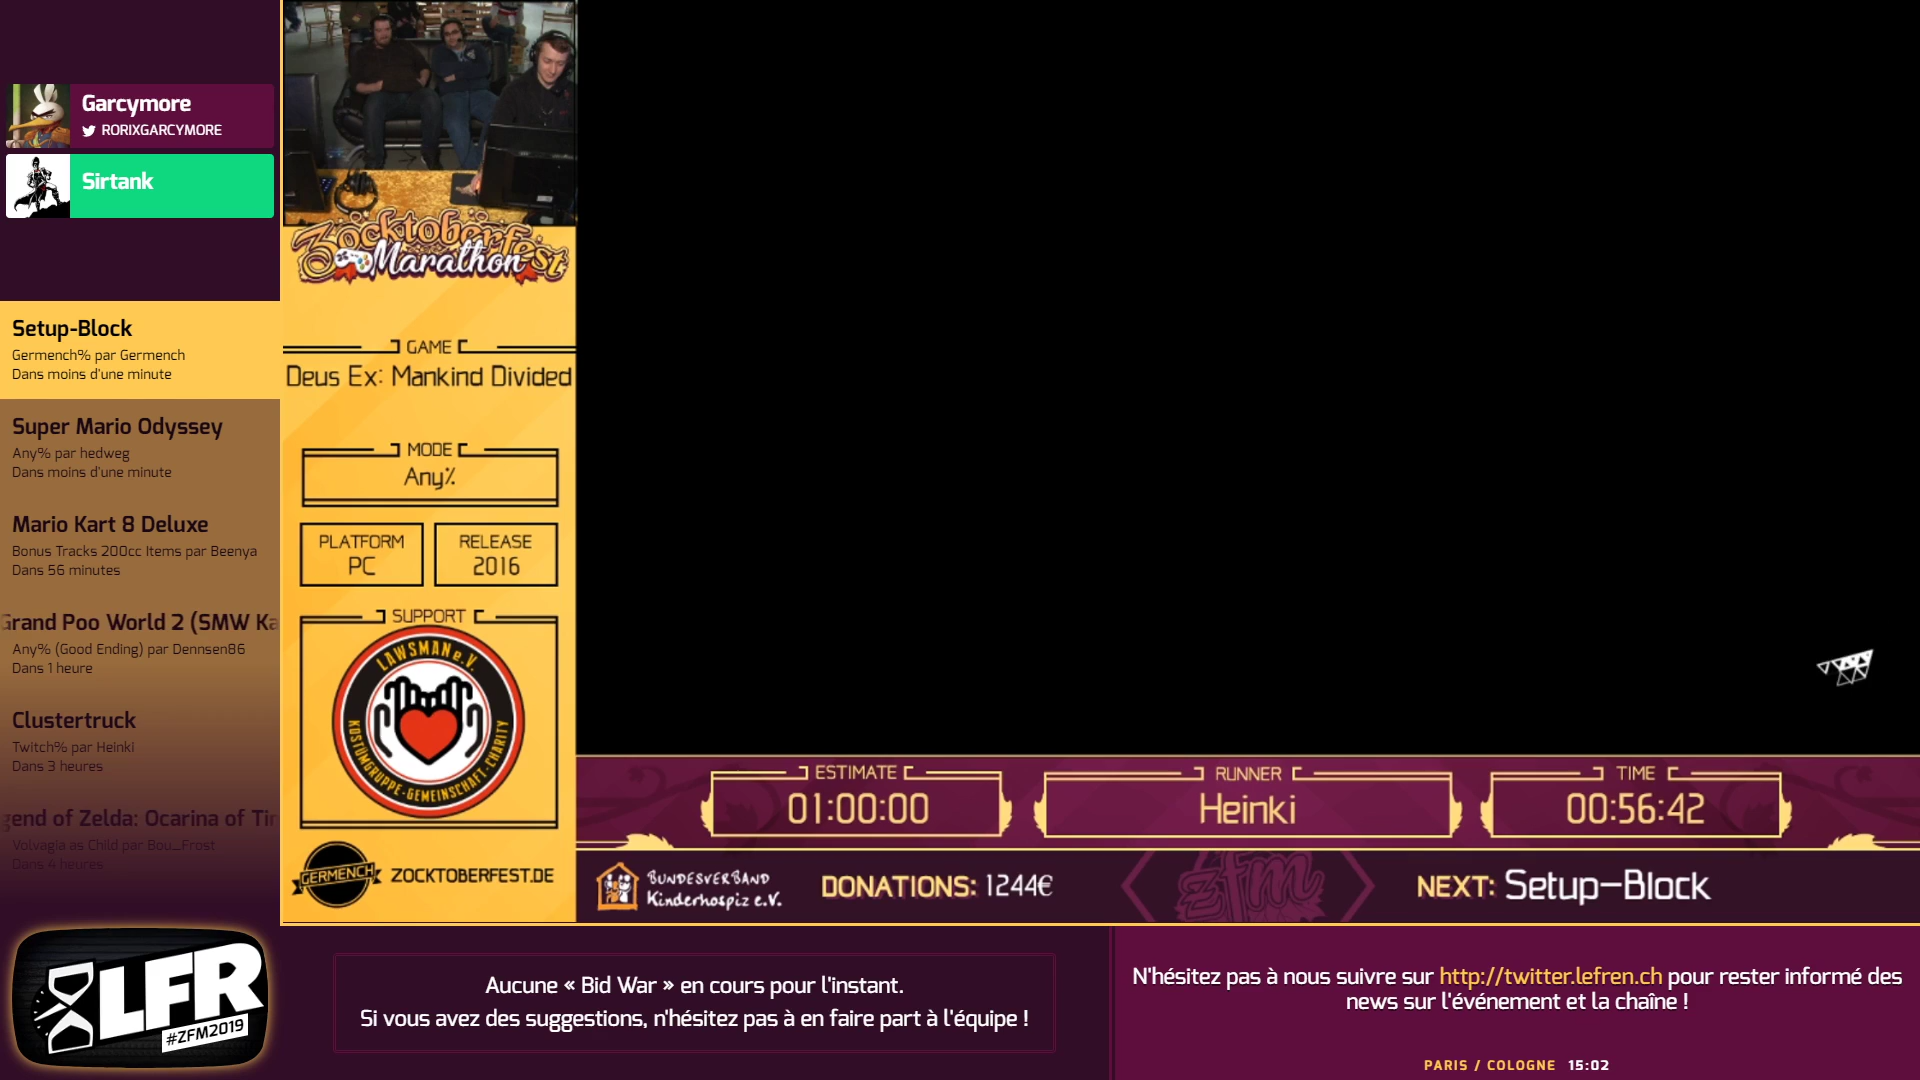 Garcymore
RORIXGARCYMORE
Sirtank
Setup-Block
Germench% par Germench
Dans moins d'une minute
Super Mario Odyssey
Any% par hedweg
Dans moins d'une minute
Mario Kart 8 Deluxe
Bonus Tracks 200cc Items par Beenya
Dans 56 minutes
Grand Poo World 2 (SMW Ka
Any% (Good Ending) par Dennsen86
Dans 1 heure
Clustertruck
Twitch% par Heinki
Dans 3 heures
gend of Zelda: Ocarina of Tim
Volvagia as Child par Bou_Frost
Dans 4 heures
LFR
#ZFM2019
Zocktoberfest
Marathon
GAME
Deus Ex: Mankind Divided
MODE
Any%
PLATFORM
PC
RELEASE
2016
SUPPORT
LAWSMAN e.V.
KOSTÜMGRUPPE-GEMEINSCHAFT-CHARITY
GERMENCH
ZOCKTOBERFEST.DE
ESTIMATE
01:00:00
RUNNER
Heinki
TIME
00:56:42
BUNDESVERBAND
Kinderhospiz e.V.
DONATIONS: 1244€
zfm
NEXT: Setup-Block
Aucune « Bid War » en cours pour l'instant.
Si vous avez des suggestions, n'hésitez pas à en faire part à l'équipe !
N'hésitez pas à nous suivre sur http://twitter.lefren.ch pour rester informé des
news sur l'événement et la chaîne !
PARIS / COLOGNE 15:02